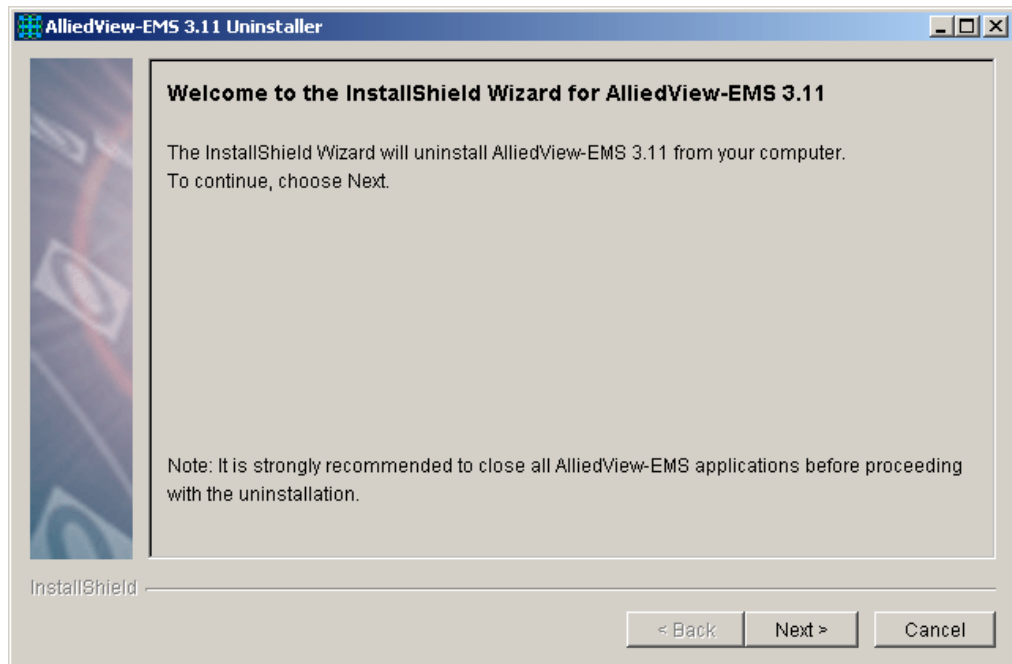 AlliedView-EMS 3.11 Uninstaller
Welcome to the InstallShield Wizard for AlliedView-EMS 3.11
The InstallShield Wizard will uninstall AlliedView-EMS 3.11 from your computer.
To continue, choose Next.
Note: It is strongly recommended to close all AlliedView-EMS applications before proceeding
with the uninstallation.
InstallShield
< Back Next > Cancel